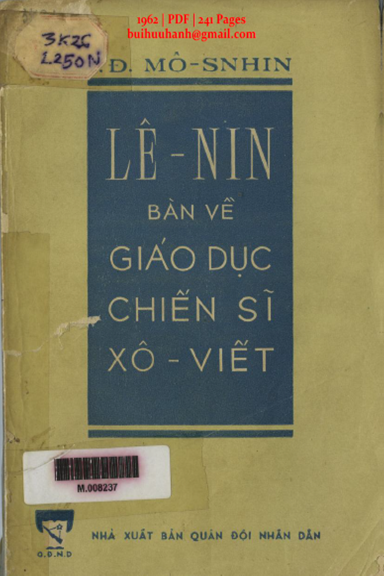 1962 | PDF | 241 Pages
buihuuhanh@gmail.com
3K2C
L250N
.D. MÔ-SNHIN
LÊ-NIN
BÀN VỀ
GIÁO DỤC
CHIẾN SĨ
XÔ-VIẾT
M.008237
Q.Đ.N.D
NHÀ XUẤT BẢN QUÂN ĐỘI NHÂN DÂN